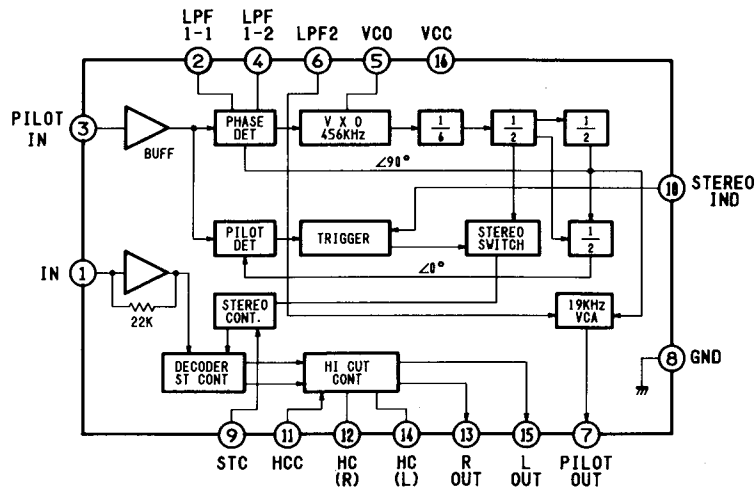 LPF
1-1
LPF
1-2
LPF2
VCO
VCC
2
4
6
5
16
PILOT
IN
3
BUFF
PHASE
DET
V X O
456KHz
1
6
1
2
1
2
∠90°
10
STEREO
IND
PILOT
DET
TRIGGER
STEREO
SWITCH
1
2
∠0°
IN
1
22K
STEREO
CONT.
19KHz
VCA
DECODER
ST CONT
HI CUT
CONT
8
GND
9
11
12
14
13
15
7
STC
HCC
HC
(R)
HC
(L)
R
OUT
L
OUT
PILOT
OUT